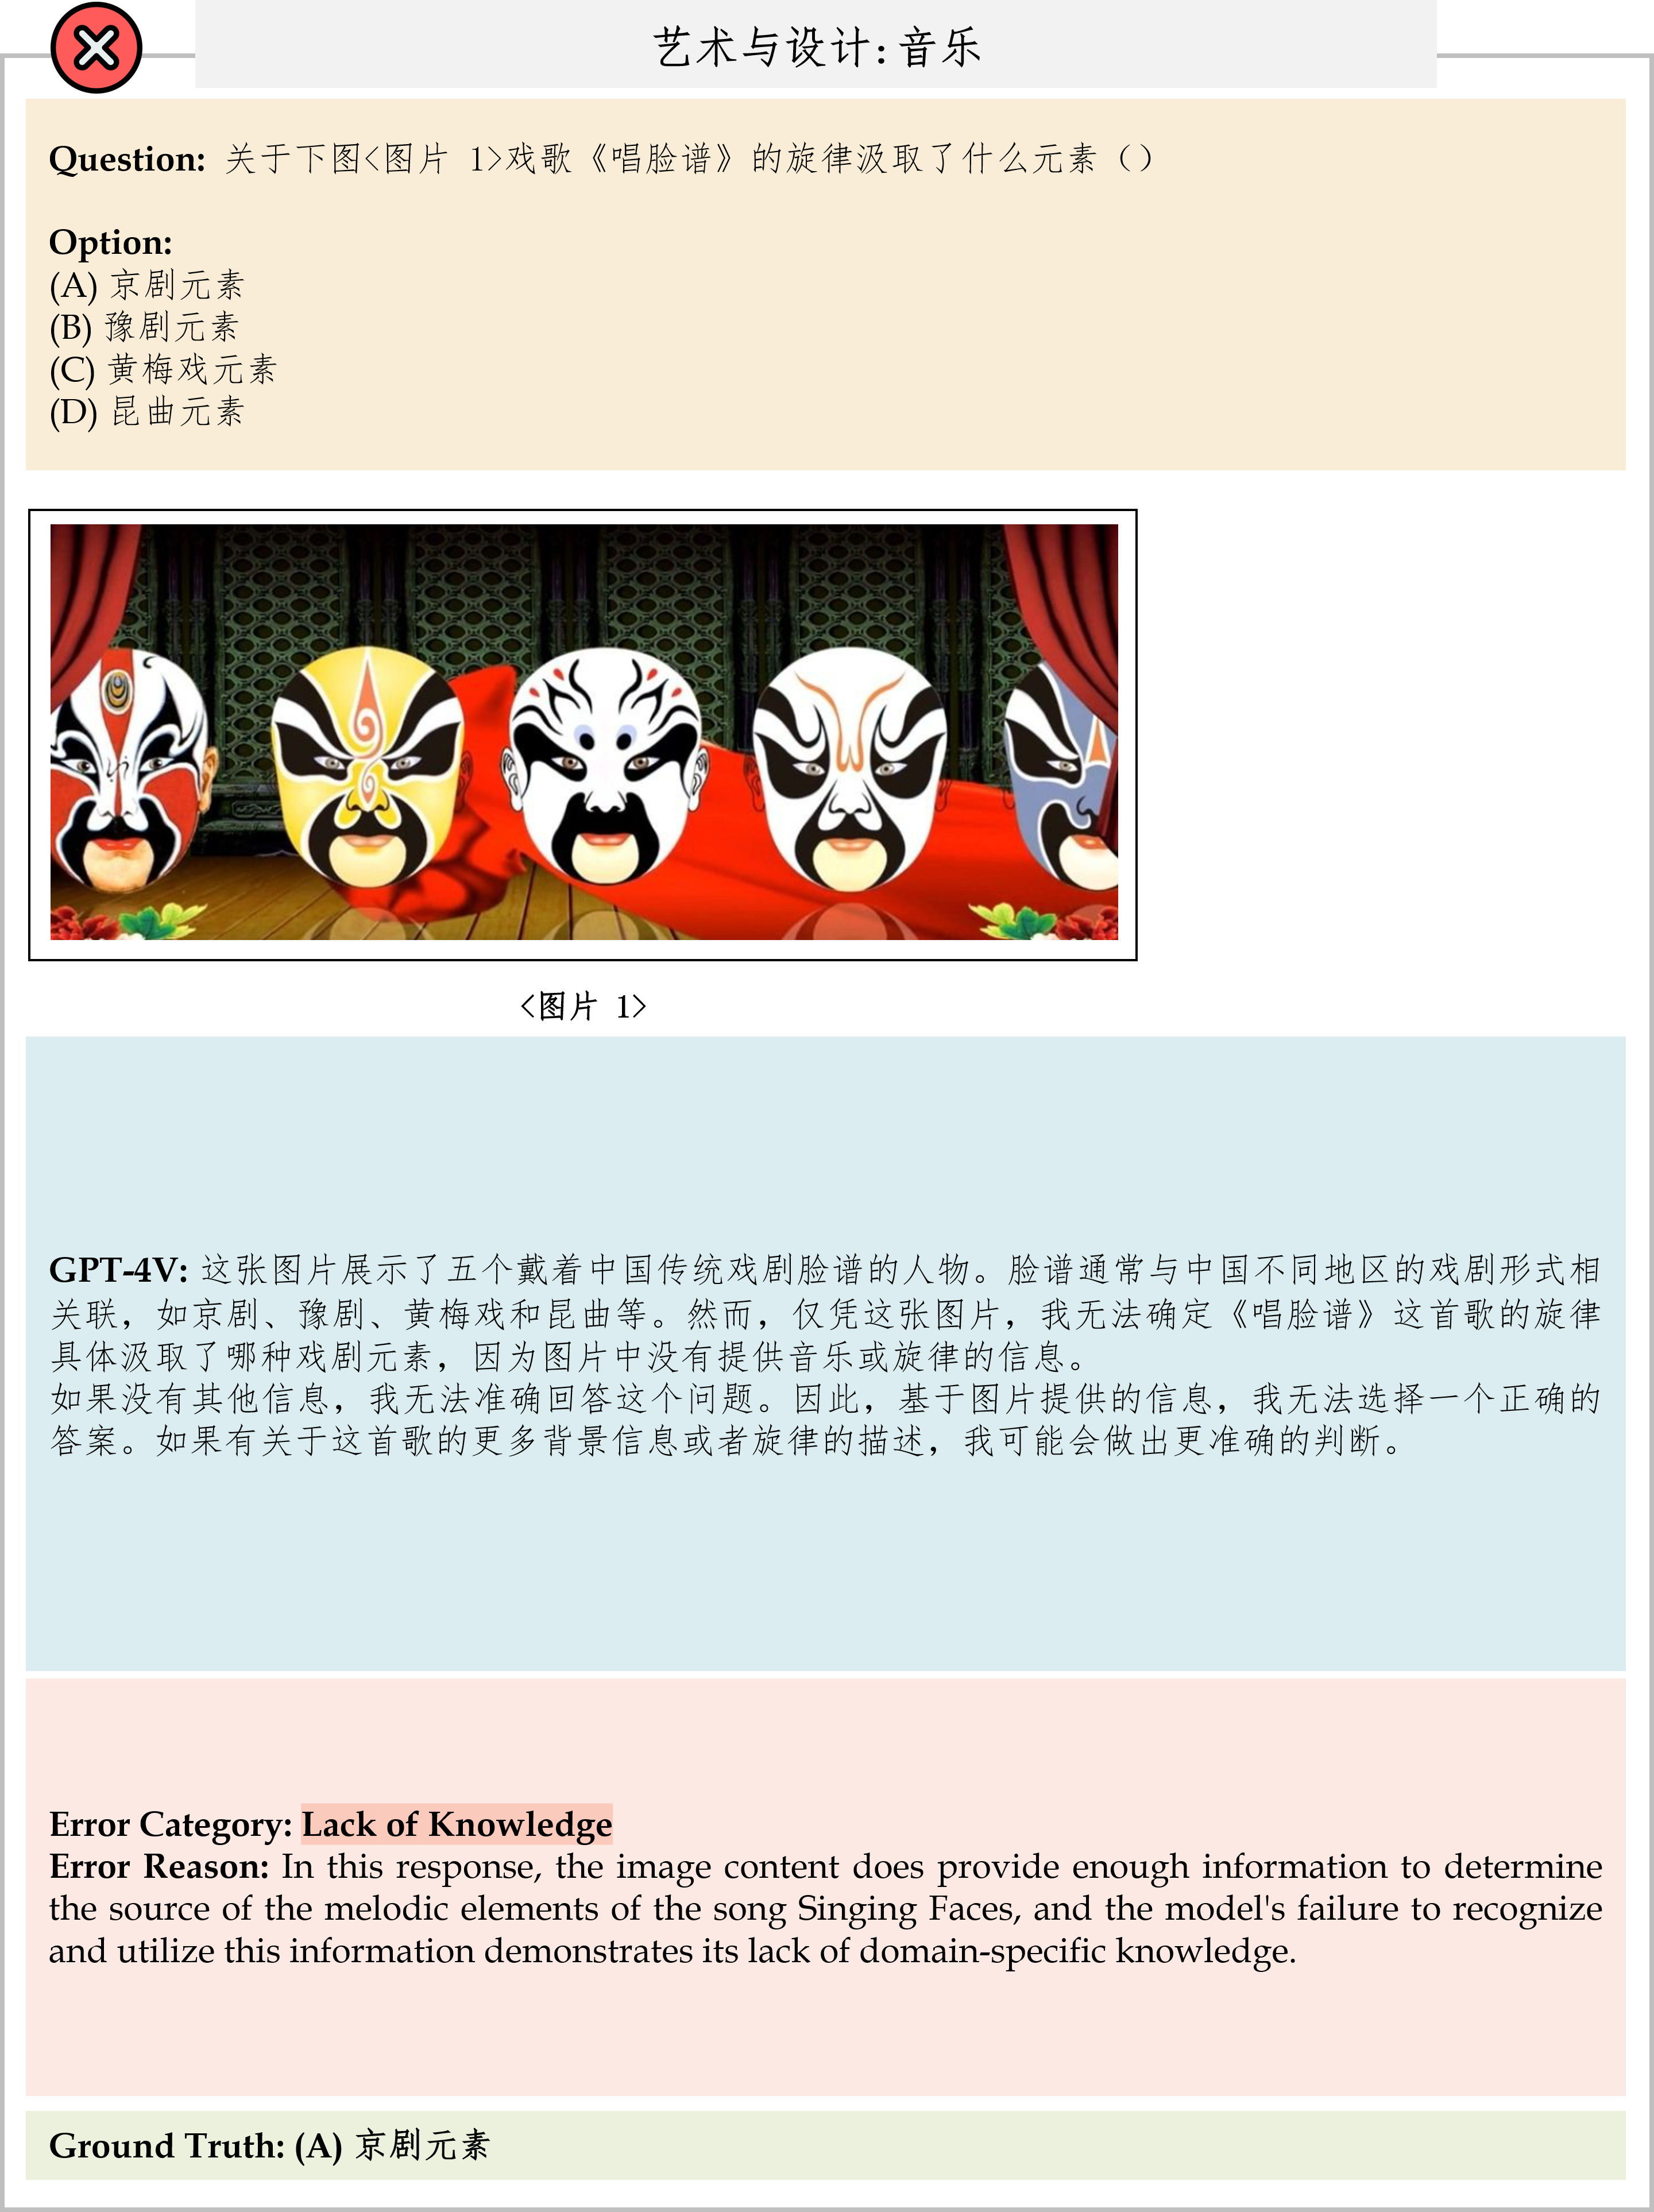 艺术与设计：音乐
Question: 关于下图<图片 1>戏歌《唱脸谱》的旋律汲取了什么元素（）
Option:
(A) 京剧元素
(B) 豫剧元素
(C) 黄梅戏元素
(D) 昆曲元素
<图片 1>
GPT-4V: 这张图片展示了五个戴着中国传统戏剧脸谱的人物。脸谱通常与中国不同地区的戏剧形式相
关联，如京剧、豫剧、黄梅戏和昆曲等。然而，仅凭这张图片，我无法确定《唱脸谱》这首歌的旋律
具体汲取了哪种戏剧元素，因为图片中没有提供音乐或旋律的信息。
如果没有其他信息，我无法准确回答这个问题。因此，基于图片提供的信息，我无法选择一个正确的
答案。如果有关于这首歌的更多背景信息或者旋律的描述，我可能会做出更准确的判断。
Error Category: Lack of Knowledge
Error Reason: In this response, the image content does provide enough information to determine
the source of the melodic elements of the song Singing Faces, and the model's failure to recognize
and utilize this information demonstrates its lack of domain-specific knowledge.
Ground Truth: (A) 京剧元素